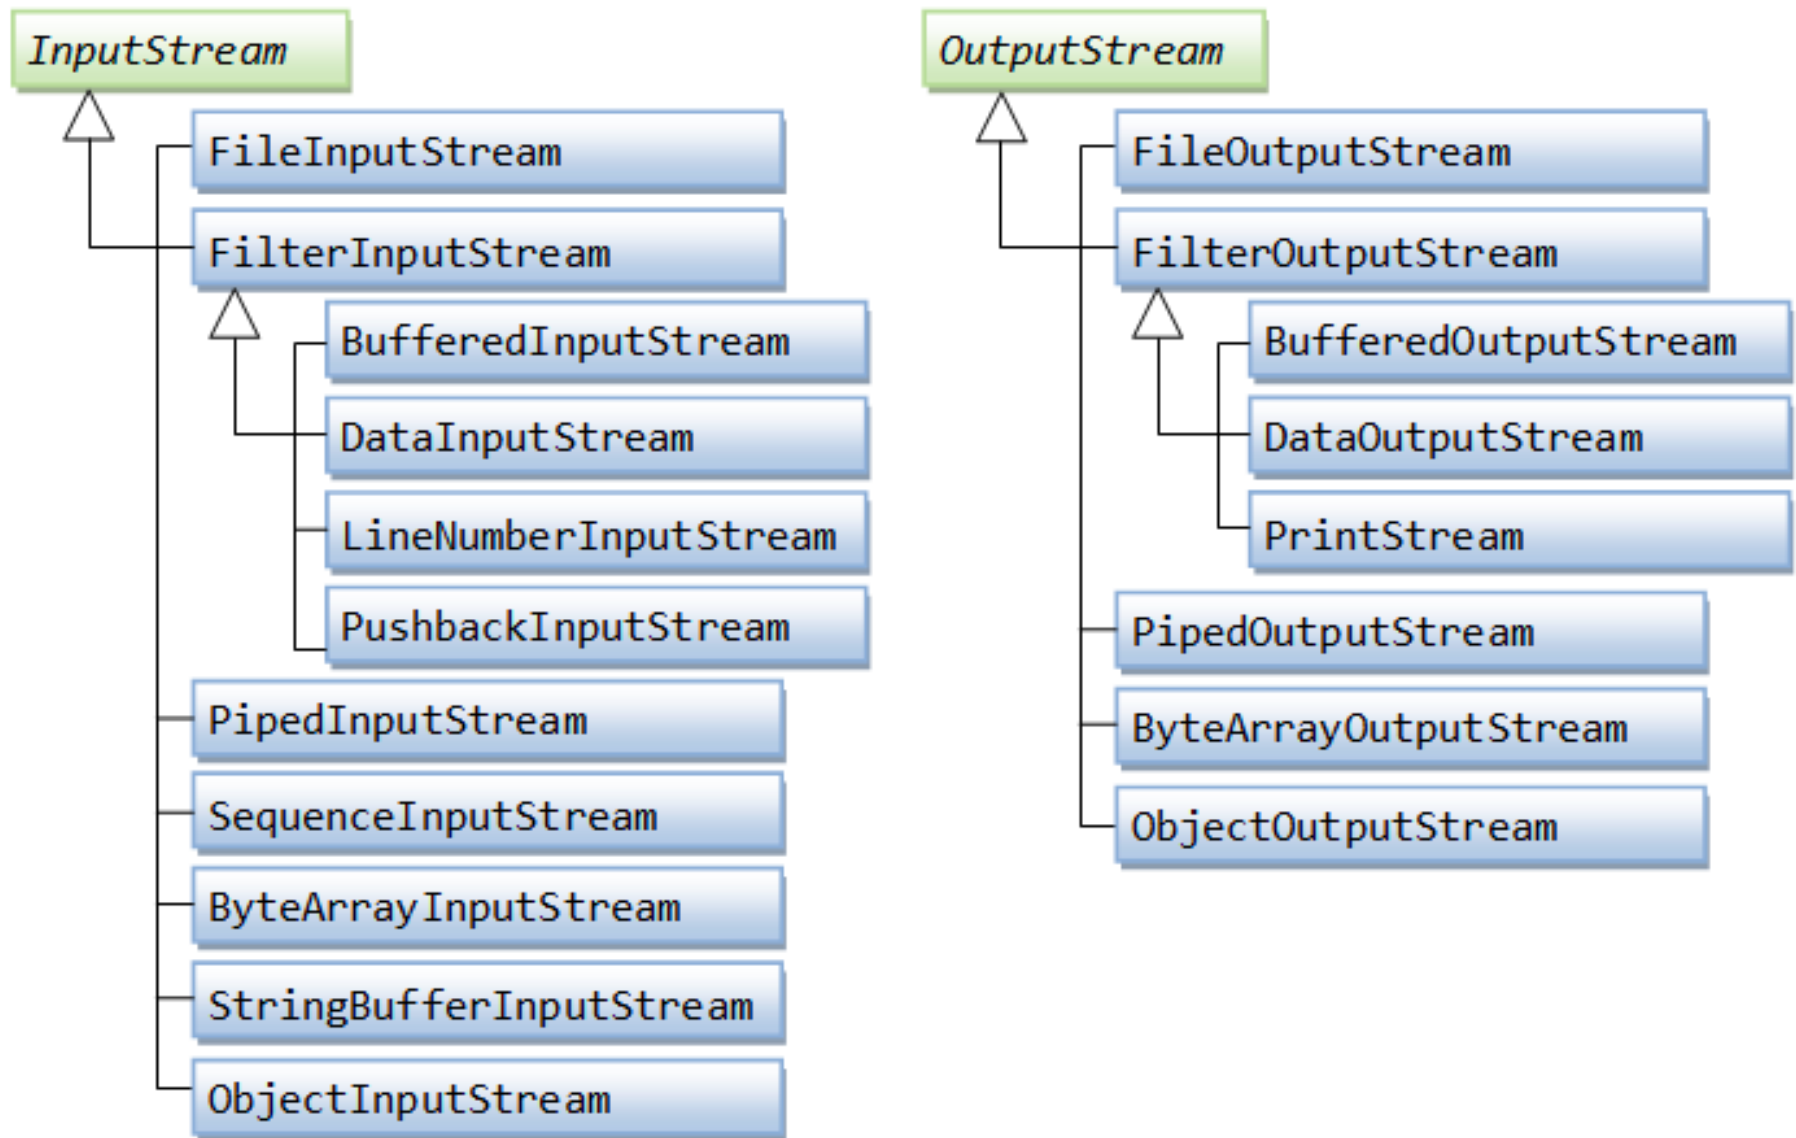 InputStream
FileInputStream
FilterInputStream
BufferedInputStream
DataInputStream
LineNumberInputStream
PushbackInputStream
PipedInputStream
SequenceInputStream
ByteArrayInputStream
StringBufferInputStream
ObjectInputStream
OutputStream
FileOutputStream
FilterOutputStream
BufferedOutputStream
DataOutputStream
PrintStream
PipedOutputStream
ByteArrayOutputStream
ObjectOutputStream